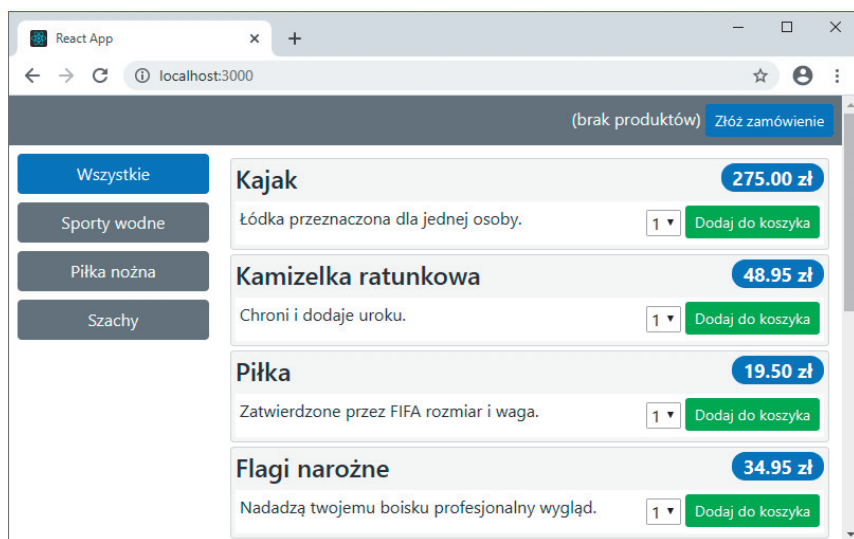 React App
localhost:3000
(brak produktów) Złóż zamówienie
Wszystkie
Sporty wodne
Piłka nożna
Szachy
Kajak 275.00 zł
Łódka przeznaczona dla jednej osoby. 1 Dodaj do koszyka
Kamizelka ratunkowa 48.95 zł
Chroni i dodaje uroku. 1 Dodaj do koszyka
Piłka 19.50 zł
Zatwierdzone przez FIFA rozmiar i waga. 1 Dodaj do koszyka
Flagi narożne 34.95 zł
Nadadzą twojemu boisku profesjonalny wygląd. 1 Dodaj do koszyka